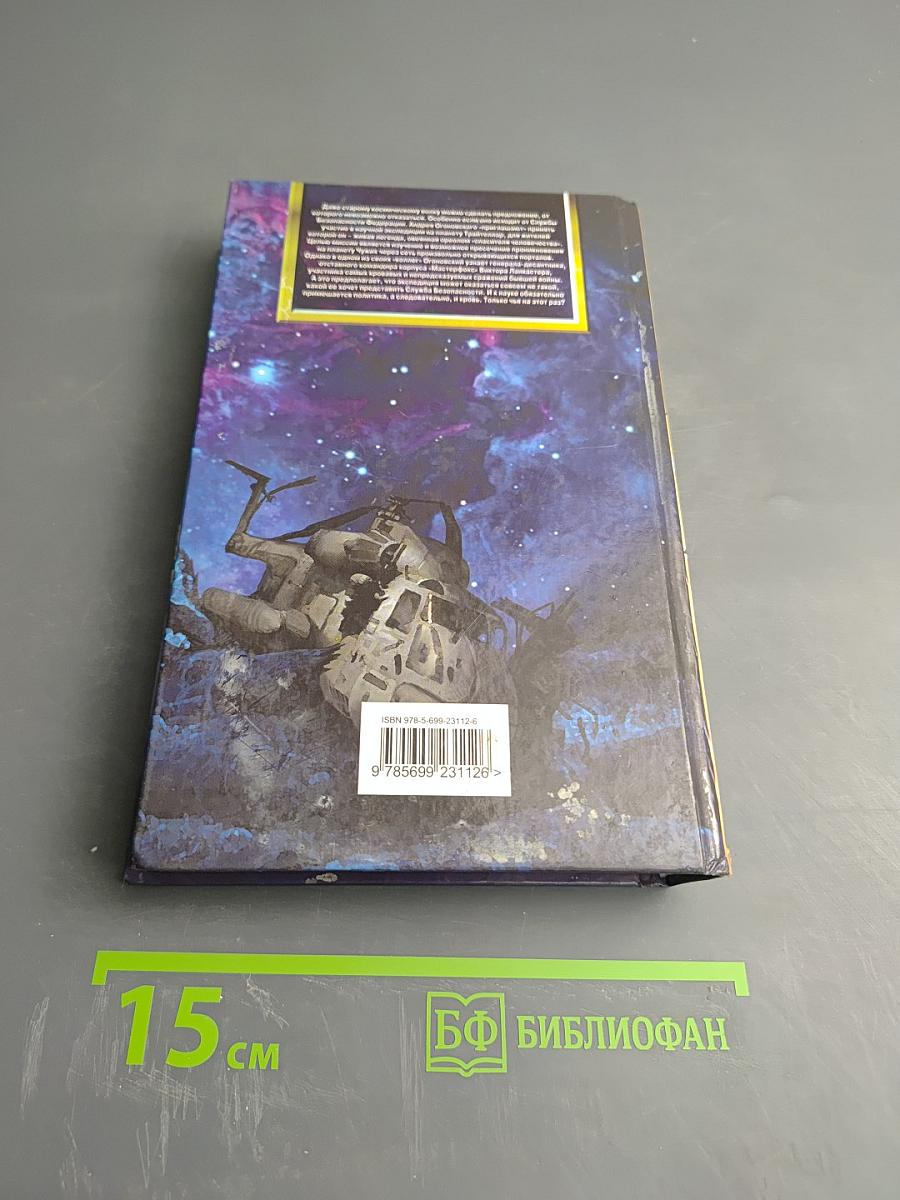 Даже старому космическому волку можно сделать предложение, от
которого невозможно отказаться. Особенно если оно исходит от Службы
Безопасности Федерации. Андрея Огановского «приглашают» принять
участие в научной экспедиции на планету Трайтелар, для актива
которой он – живая легенда, овеянная ореолом «спасителя человечества».
Целью миссии является изучение и возможное предотвращение
на планету Чужих через сеть произвольно открывающихся порталов.
Однако в одном из своих «коллег» Огановский узнает генерала-десантника,
отставного командира корпуса «Мастерфокс» Виктора Ланкастера,
участника самых кровавых и непредсказуемых сражений бывшей войны.
А это предполагает, что экспедиция может оказаться совсем не такой,
какой ее хочет представить Служба Безопасности. И к науке обязательно
примешается политика, а следовательно, и кровь. Только чья на этот раз?
ISBN 978-5-699-23112-6
9 785699 231126 >
15 см
БФ БИБЛИОФАН